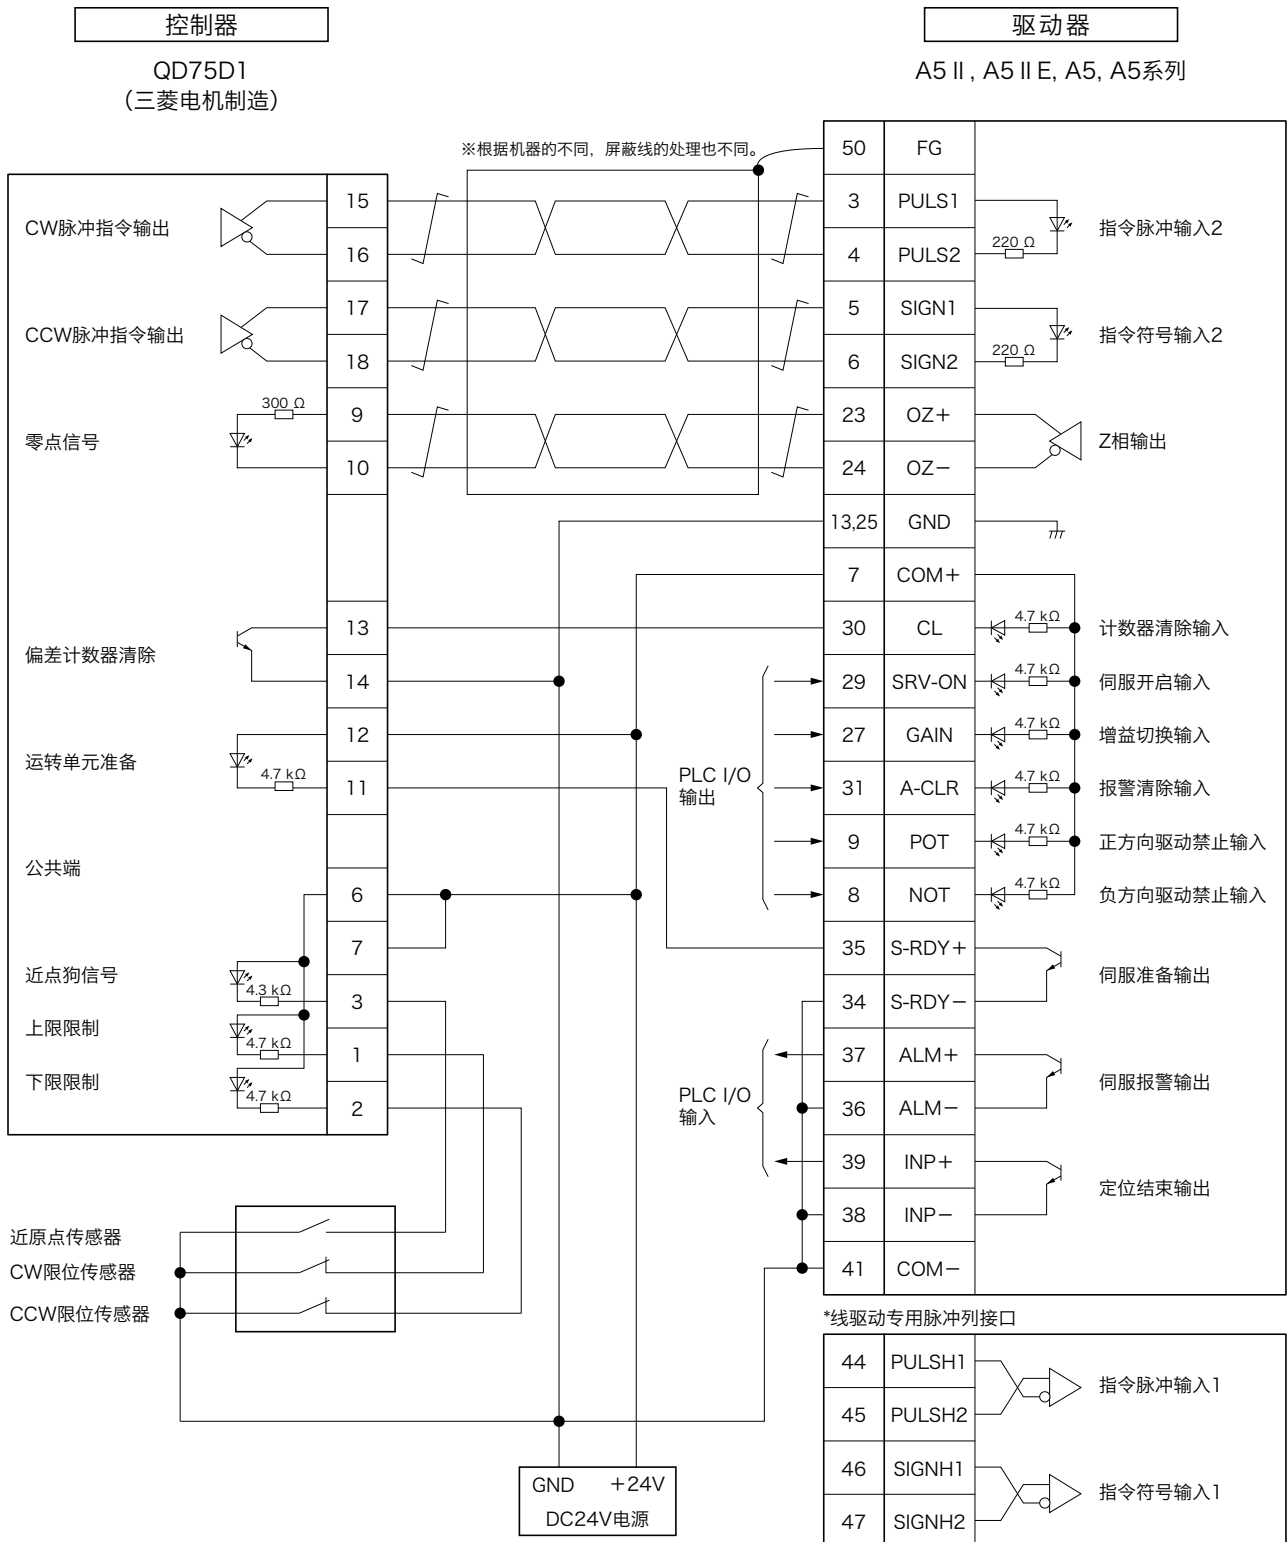 控制器
驱动器
QD75D1
（三菱电机制造）
A5Ⅱ, A5ⅡE, A5, A5系列
※根据机器的不同，屏蔽线的处理也不同。
50 FG
CW脉冲指令输出
15
16
3 PULS1
4 PULS2
220 Ω
指令脉冲输入2
CCW脉冲指令输出
17
18
5 SIGN1
6 SIGN2
220 Ω
指令符号输入2
零点信号
300 Ω
9
10
23 OZ+
24 OZ−
Z相输出
13,25 GND
7 COM+
偏差计数器清除
13
14
30 CL 4.7 kΩ 计数器清除输入
29 SRV-ON 4.7 kΩ 伺服开启输入
运转单元准备
4.7 kΩ
12
11
PLC I/O
输出
27 GAIN 4.7 kΩ 增益切换输入
31 A-CLR 4.7 kΩ 报警清除输入
9 POT 4.7 kΩ 正方向驱动禁止输入
8 NOT 4.7 kΩ 负方向驱动禁止输入
公共端
6
7
35 S-RDY+
34 S-RDY−
伺服准备输出
近点狗信号
4.3 kΩ
3
上限限制
4.7 kΩ
1
下限限制
4.7 kΩ
2
PLC I/O
输入
37 ALM+
36 ALM−
伺服报警输出
39 INP+
38 INP−
定位结束输出
41 COM−
近原点传感器
CW限位传感器
CCW限位传感器
*线驱动专用脉冲列接口
44 PULSH1
45 PULSH2
指令脉冲输入1
46 SIGNH1
47 SIGNH2
指令符号输入1
GND +24V
DC24V电源